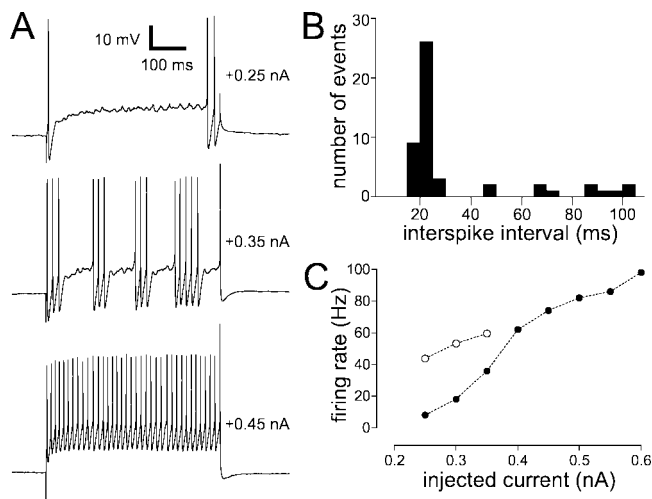 A
10 mV
100 ms
+0.25 nA
+0.35 nA
+0.45 nA
B
number of events
30
20
10
0
20 40 60 80 100
interspike interval (ms)
C
firing rate (Hz)
100
80
60
40
20
0
0.2 0.3 0.4 0.5 0.6
injected current (nA)